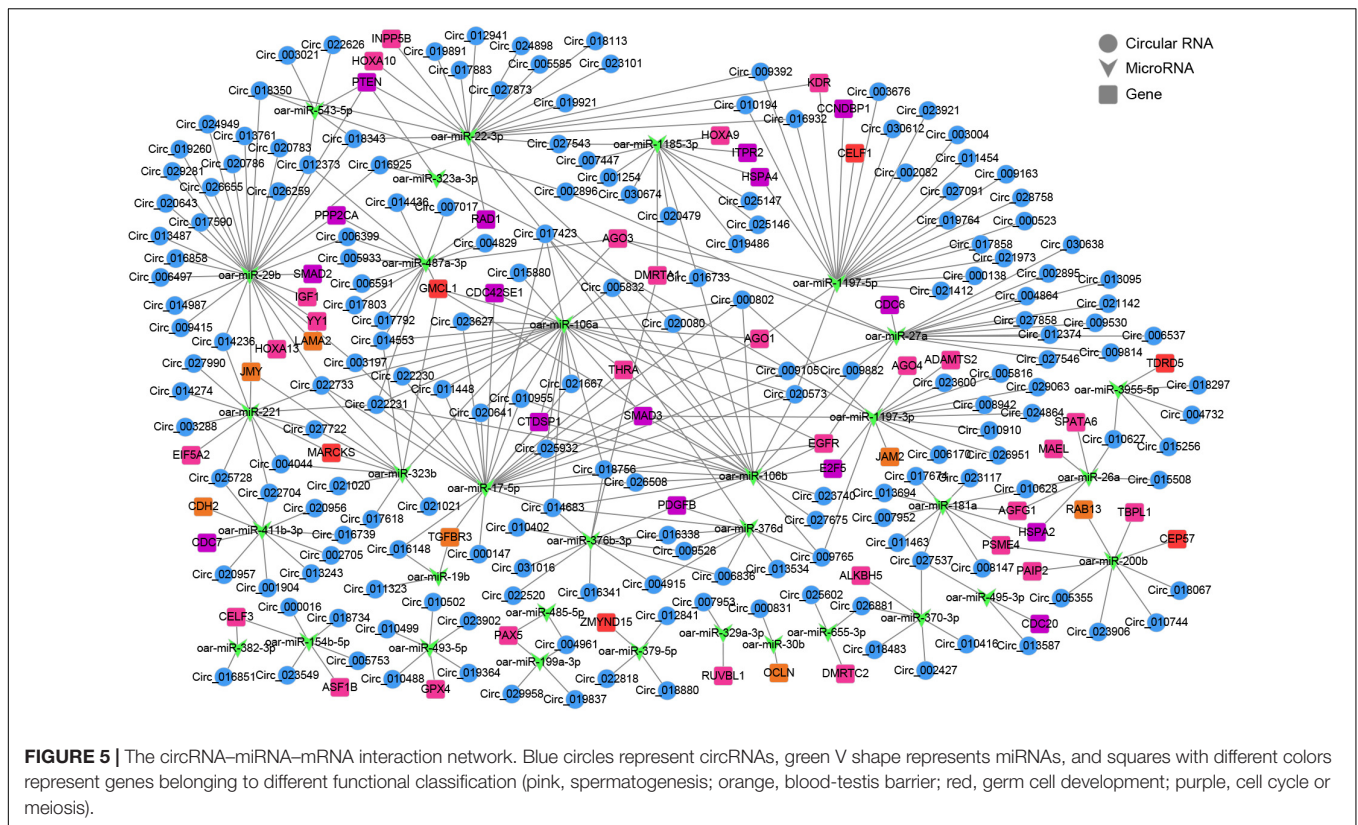 INPP5B
Circ_012941
Circ_022626
Circ_019891
Circ_024898
Circ_018113
Circular RNA
Circ_003021
HOXA10
Circ_017883
Circ_005585
Circ_023101
MicroRNA
PTEN
Circ_009392
KDR
Gene
Circ_018350
Circ_027873
Circ_003676
oar-miR-543-5p
Circ_019921
Circ_010194
CCNDBP1
Circ_023921
Circ_024949
Circ_016932
Circ_030612
Circ_013761
Circ_018343
oar-miR-22-3p
HOXA9
Circ_003004
Circ_019260
Circ_020783
Circ_027543
oar-miR-1185-3p
ITPR2
CELF1
Circ_011454
Circ_020786
Circ_012373
Circ_016925
Circ_007447
Circ_002082
Circ_009163
Circ_029281
oar-miR-323a-3p
Circ_001254
HSPA4
Circ_026655
Circ_026259
Circ_002896
Circ_030674
Circ_027091
Circ_028758
Circ_020643
Circ_014436
Circ_007017
Circ_025147
Circ_017590
PPP2CA
RAD1
Circ_020479
Circ_025146
Circ_019764
Circ_000523
Circ_013487
Circ_006399
Circ_004829
Circ_017423
AGO3
Circ_019486
Circ_017858
Circ_030638
Circ_016858
Circ_005933
oar-miR-487a-3p
Circ_021973
Circ_006497
oar-miR-29b
SMAD2
Circ_015880
DMRTA1
Circ_016733
oar-miR-1197-5p
Circ_000138
Circ_002895
Circ_013095
Circ_006591
GMCL1
CDC42SE1
Circ_005832
Circ_021412
Circ_004864
IGF1
Circ_017803
Circ_000802
CDC6
Circ_021142
Circ_014987
YY1
Circ_017792
Circ_023627
oar-miR-106a
Circ_020080
Circ_027858
Circ_009530
Circ_009415
LAMA2
Circ_014553
AGO1
oar-miR-27a
Circ_012374
Circ_006537
Circ_014236
HOXA13
Circ_009814
Circ_027990
Circ_003197
AGO4
ADAMTS2
Circ_027546
TDRD5
JMY
Circ_022230
THRA
Circ_009105
Circ_009882
Circ_005816
Circ_014274
Circ_022733
Circ_011448
Circ_021667
Circ_023600
Circ_029063
oar-miR-3955-5p
Circ_018297
Circ_022231
Circ_010955
Circ_020573
Circ_008942
oar-miR-221
Circ_020641
CTDSP1
SMAD3
oar-miR-1197-3p
Circ_024864
Circ_004732
Circ_003288
Circ_027722
Circ_010910
SPATA6
EIF5A2
MARCKS
Circ_025932
EGFR
Circ_010627
Circ_015256
Circ_004044
JAM2
Circ_006170
Circ_026951
MAEL
Circ_025728
oar-miR-323b
Circ_018756
oar-miR-106b
E2F5
Circ_017674
Circ_023117
oar-miR-26a
Circ_015508
Circ_022704
Circ_021020
oar-miR-17-5p
Circ_026508
Circ_013694
Circ_010628
CDH2
Circ_020956
Circ_021021
Circ_014683
PDGFB
Circ_023740
oar-miR-181a
AGFG1
RAB13
TBPL1
Circ_017618
Circ_027675
Circ_007952
oar-miR-411b-3p
Circ_016739
TGFBR3
Circ_010402
oar-miR-376d
HSPA2
CDC7
Circ_016148
oar-miR-376b-3p
Circ_016338
Circ_011463
PSME4
CEP57
Circ_002705
Circ_000147
Circ_009526
Circ_009765
Circ_027537
oar-miR-200b
Circ_020957
Circ_013243
oar-miR-19b
Circ_031016
Circ_013534
ALKBH5
Circ_008147
PAIP2
Circ_001904
Circ_011323
Circ_022520
Circ_016341
Circ_004915
Circ_006836
Circ_018067
Circ_000016
Circ_010502
oar-miR-485-5p
Circ_007953
Circ_025602
oar-miR-495-3p
Circ_005355
CELF3
Circ_018734
Circ_023902
ZMYND15
Circ_012841
Circ_000831
Circ_026881
oar-miR-370-3p
CDC20
Circ_010744
oar-miR-154b-5p
Circ_010499
PAX5
Circ_004961
oar-miR-329a-3p
oar-miR-655-3p
Circ_023906
oar-miR-382-3p
oar-miR-493-5p
oar-miR-379-5p
oar-miR-30b
Circ_018483
Circ_010416
Circ_013587
Circ_005753
oar-miR-199a-3p
Circ_016851
Circ_023549
Circ_019364
Circ_022818
RUVBL1
OCLN
DMRTC2
Circ_002427
ASF1B
Circ_010488
GPX4
Circ_029958
Circ_019837
Circ_018880
FIGURE 5 | The circRNA–miRNA–mRNA interaction network. Blue circles represent circRNAs, green V shape represents miRNAs, and squares with different colors
represent genes belonging to different functional classification (pink, spermatogenesis; orange, blood-testis barrier; red, germ cell development; purple, cell cycle or
meiosis).